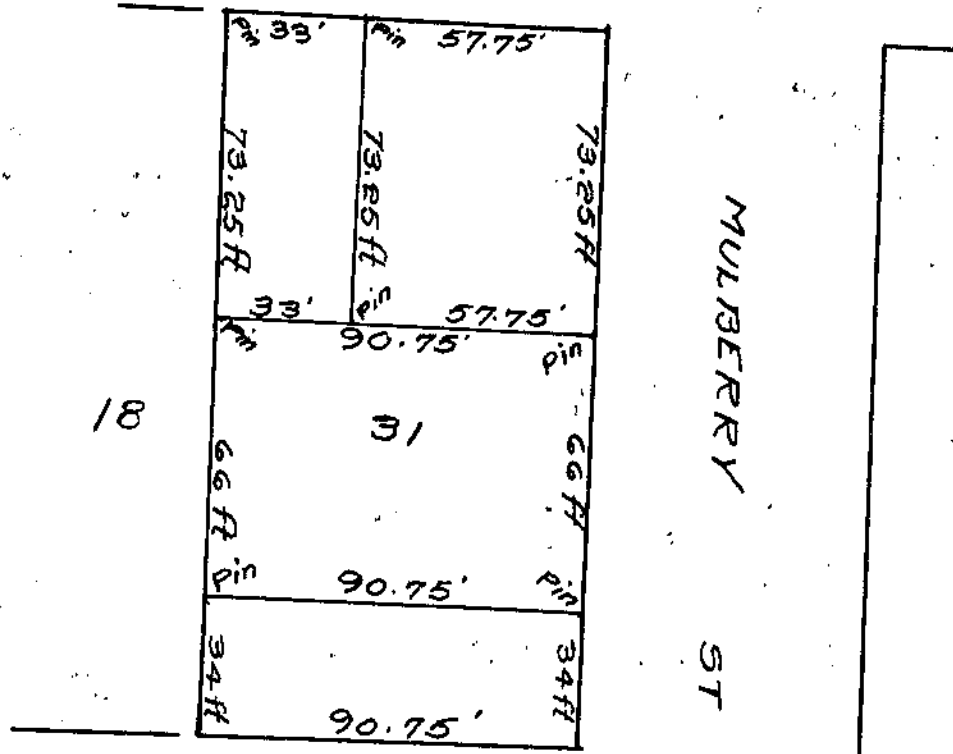 pin 33' pin 57.75'
73.25 ft 73.25 ft 73.25 ft
33' pin 57.75'
pin 90.75' pin
18 31
66 ft 66 ft
pin 90.75' pin
34 ft 34 ft
90.75'
MULBERRY ST